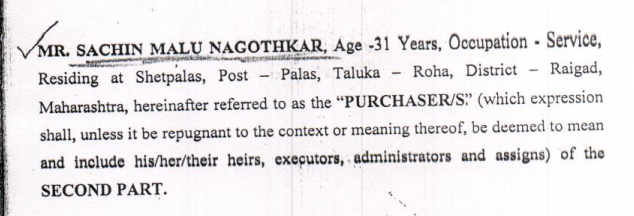 MR. SACHIN MALU NAGOTHKAR, Age -31 Years, Occupation - Service,
Residing at Shetpalas, Post – Palas, Taluka – Roha, District – Raigad,
Maharashtra, hereinafter referred to as the “PURCHASER/S” (which expression
shall, unless it be repugnant to the context or meaning thereof, be deemed to mean
and include his/her/their heirs, executors, administrators and assigns) of the
SECOND PART.